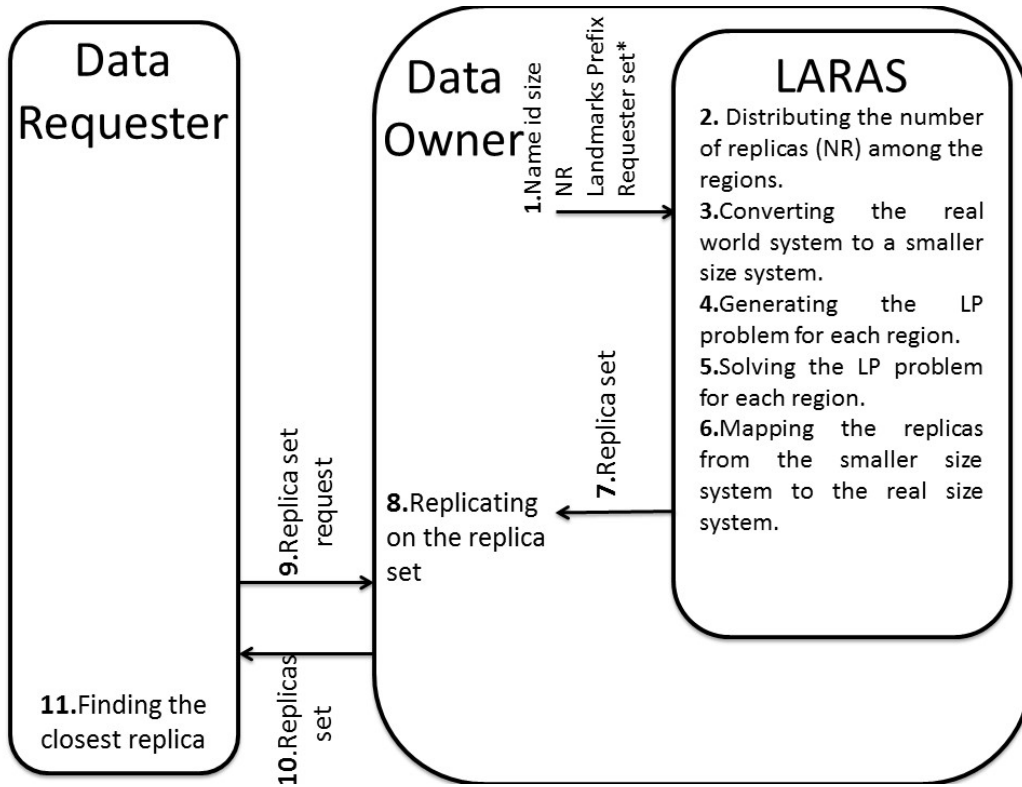 Data
Requester
11.Finding the
closest replica
9.Replica set
request
10.Replicas
set
Data
Owner
1.Name id size
NR
Landmarks Prefix
Requester set*
7.Replica set
8.Replicating
on the replica
set
LARAS
2. Distributing the number
of replicas (NR) among the
regions.
3.Converting the real
world system to a smaller
size system.
4.Generating the LP
problem for each region.
5.Solving the LP problem
for each region.
6.Mapping the replicas
from the smaller size
system to the real size
system.